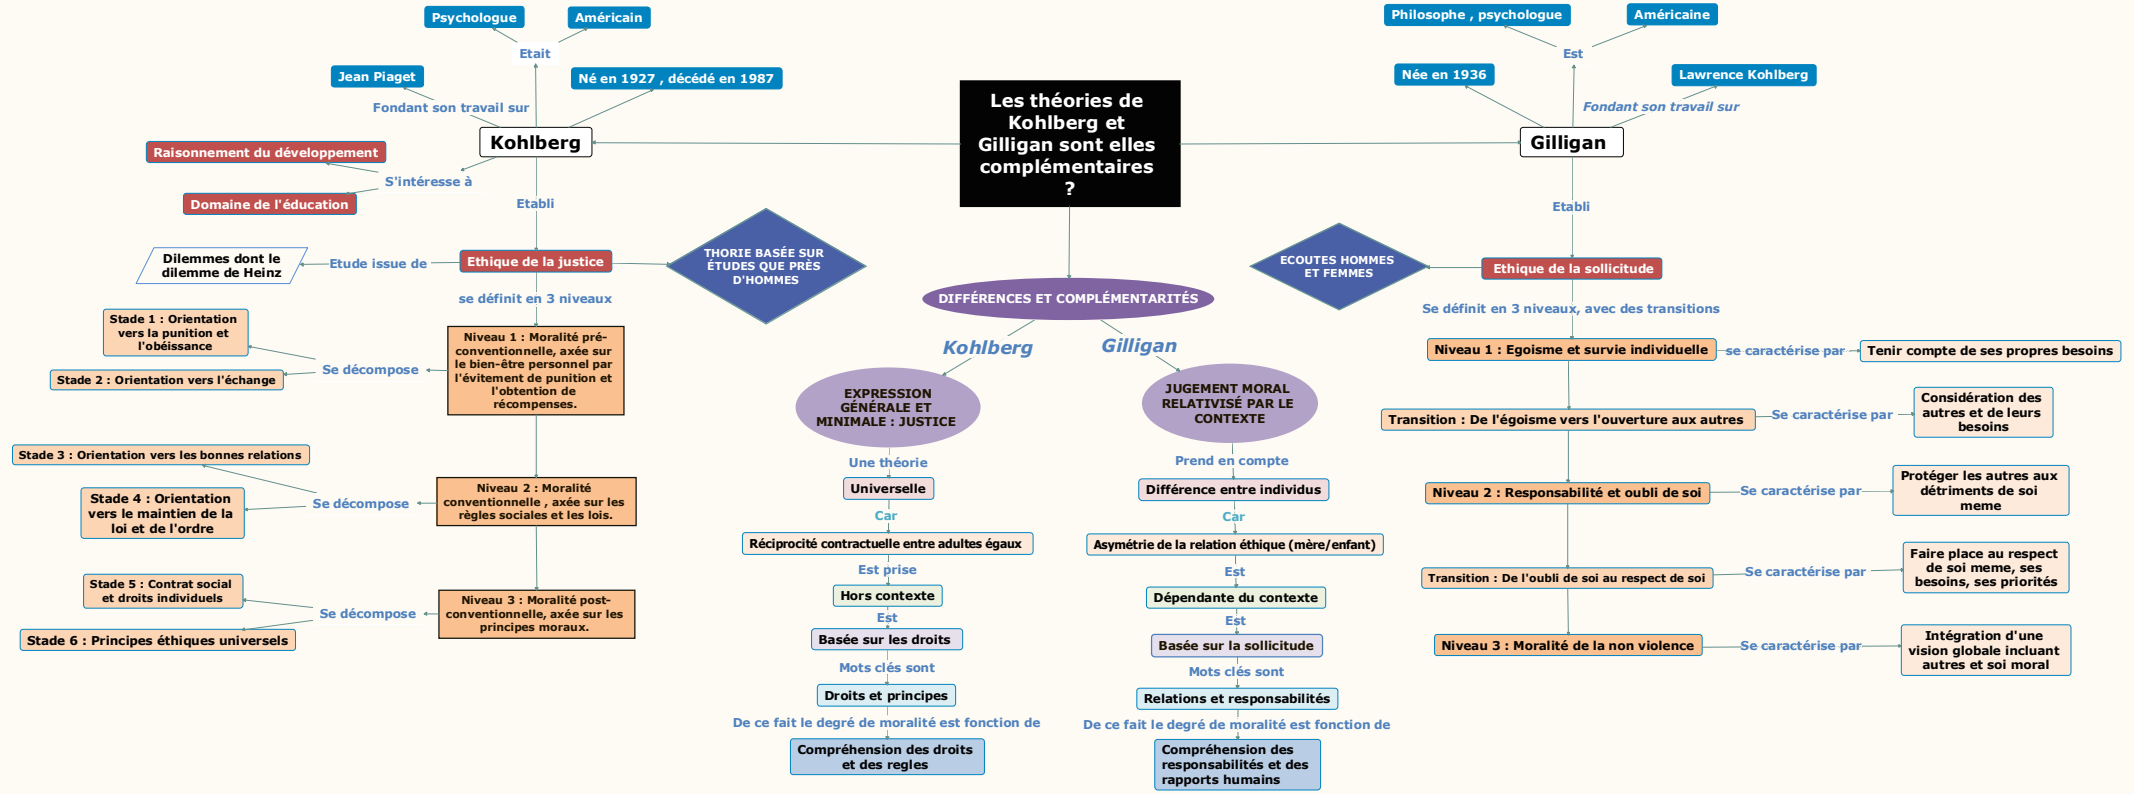 Les théories de
Kohlberg et
Gilligan sont elles
complémentaires
?
Psychologue
Américain
Etait
Jean Piaget
Né en 1927 , décédé en 1987
Fondant son travail sur
Kohlberg
Raisonnement du développement
S'intéresse à
Domaine de l'éducation
Etabli
Dilemmes dont le
dilemme de Heinz
Etude issue de
Ethique de la justice
THORIE BASÉE SUR
ÉTUDES QUE PRÈS
D'HOMMES
se définit en 3 niveaux
Niveau 1 : Moralité pré-
conventionnelle, axée sur
le bien-être personnel par
l'évitement de punition et
l'obtention de
récompenses.
Se décompose
Stade 1 : Orientation
vers la punition et
l'obéissance
Stade 2 : Orientation vers l'échange
Niveau 2 : Moralité
conventionnelle , axée sur les
règles sociales et les lois.
Se décompose
Stade 3 : Orientation vers les bonnes relations
Stade 4 : Orientation
vers le maintien de la
loi et de l'ordre
Niveau 3 : Moralité post-
conventionnelle, axée sur les
principes moraux.
Se décompose
Stade 5 : Contrat social
et droits individuels
Stade 6 : Principes éthiques universels
DIFFÉRENCES ET COMPLÉMENTARITÉS
Kohlberg
EXPRESSION
GÉNÉRALE ET
MINIMALE : JUSTICE
Une théorie
Universelle
Car
Réciprocité contractuelle entre adultes égaux
Est prise
Hors contexte
Est
Basée sur les droits
Mots clés sont
Droits et principes
De ce fait le degré de moralité est fonction de
Compréhension des droits
et des regles
Gilligan
JUGEMENT MORAL
RELATIVISÉ PAR LE
CONTEXTE
Prend en compte
Différence entre individus
Car
Asymétrie de la relation éthique (mère/enfant)
Est
Dépendante du contexte
Est
Basée sur la sollicitude
Mots clés sont
Relations et responsabilités
De ce fait le degré de moralité est fonction de
Compréhension des
responsabilités et des
rapports humains
Philosophe , psychologue
Américaine
Est
Née en 1936
Lawrence Kohlberg
Fondant son travail sur
Gilligan
Etabli
ECOUTES HOMMES
ET FEMMES
Ethique de la sollicitude
Se définit en 3 niveaux, avec des transitions
Niveau 1 : Egoisme et survie individuelle
se caractérise par
Tenir compte de ses propres besoins
Transition : De l'égoisme vers l'ouverture aux autres
Se caractérise par
Considération des
autres et de leurs
besoins
Niveau 2 : Responsabilité et oubli de soi
Se caractérise par
Protéger les autres aux
détriments de soi
meme
Transition : De l'oubli de soi au respect de soi
Se caractérise par
Faire place au respect
de soi meme, ses
besoins, ses priorités
Niveau 3 : Moralité de la non violence
Se caractérise par
Intégration d'une
vision globale incluant
autres et soi moral